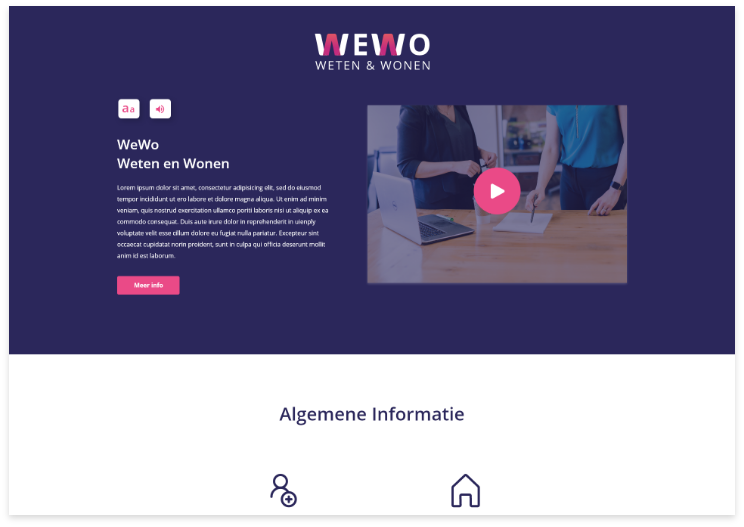 WEWO
WETEN & WONEN
aa
WeWo
Weten en Wonen
Lorem ipsum dolor sit amet, consectetur adipisicing elit, sed do eiusmod
tempor incididunt ut ero labore et dolore magna aliqua. Ut enim ad minim
veniam, quis nostrud exercitation ullamco portii laboris nisi ut aliquip ex ea
commodo consequat. Duis aute irure dolor in reprehenderit in uienply
voluptate velit esse cillum dolore eu fugiat nulla pariatur. Excepteur sint
occaecat cupidatat norin proident, sunt in culpa qui officia deserunt mollit
anim id est laborum.
Meer info
Algemene Informatie